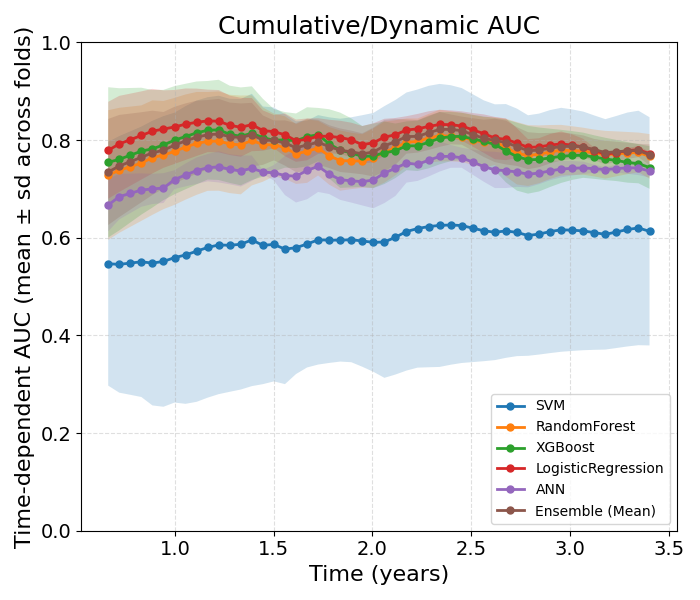 Cumulative/Dynamic AUC
Time-dependent AUC (mean ± sd across folds)
1.0
0.8
0.6
0.4
0.2
0.0
SVM
RandomForest
XGBoost
LogisticRegression
ANN
Ensemble (Mean)
1.0 1.5 2.0 2.5 3.0 3.5
Time (years)